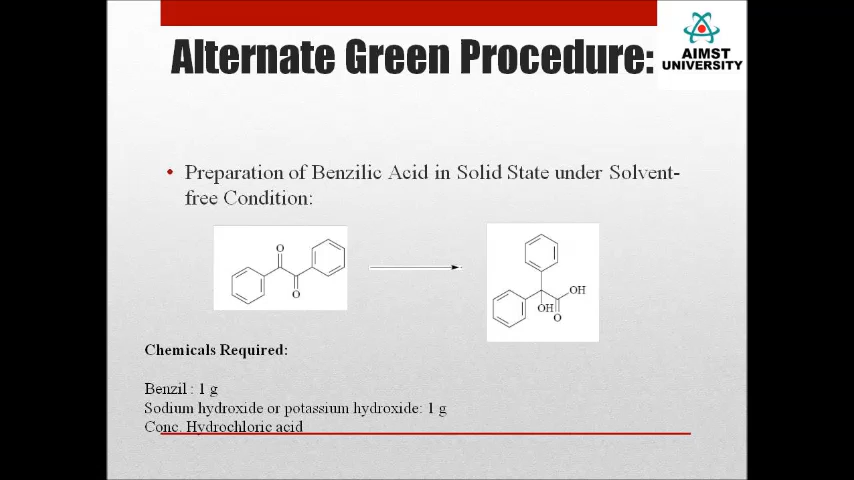 Alternate Green Procedure:
AIMST
UNIVERSITY
• Preparation of Benzilic Acid in Solid State under Solvent-
free Condition:
O
O
OH
OH
O
Chemicals Required:
Benzil : 1 g
Sodium hydroxide or potassium hydroxide: 1 g
Conc. Hydrochloric acid